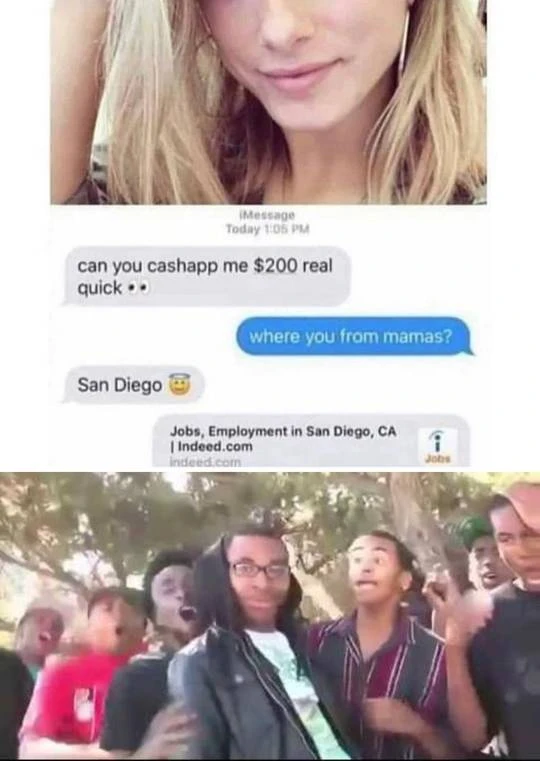 iMessage
Today 1:05 PM
can you cashapp me $200 real
quick 👀
where you from mamas?
San Diego 😇
Jobs, Employment in San Diego, CA
| Indeed.com
indeed.com
i
Jobs